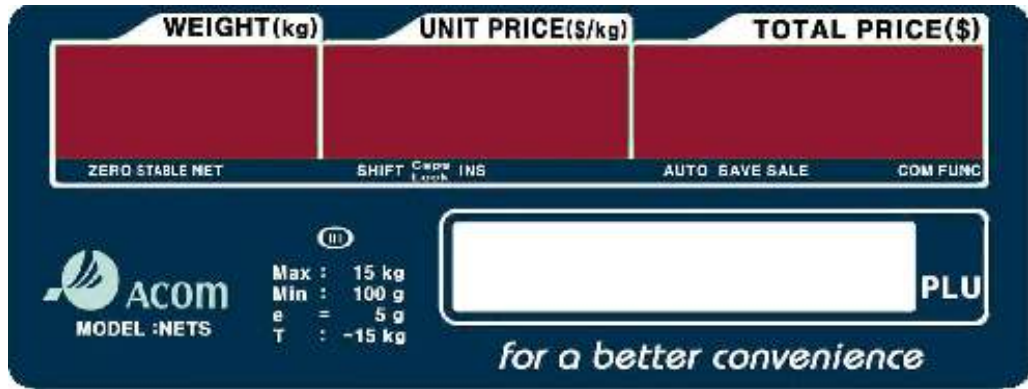 WEIGHT(kg) UNIT PRICE($/kg) TOTAL PRICE($)
ZERO STABLE NET SHIFT Caps Lock INS AUTO SAVE SALE COM FUNC
III
Max : 15 kg
Min : 100 g
e = 5 g
T : -15 kg
ACOM
MODEL :NETS
PLU
for a better convenience